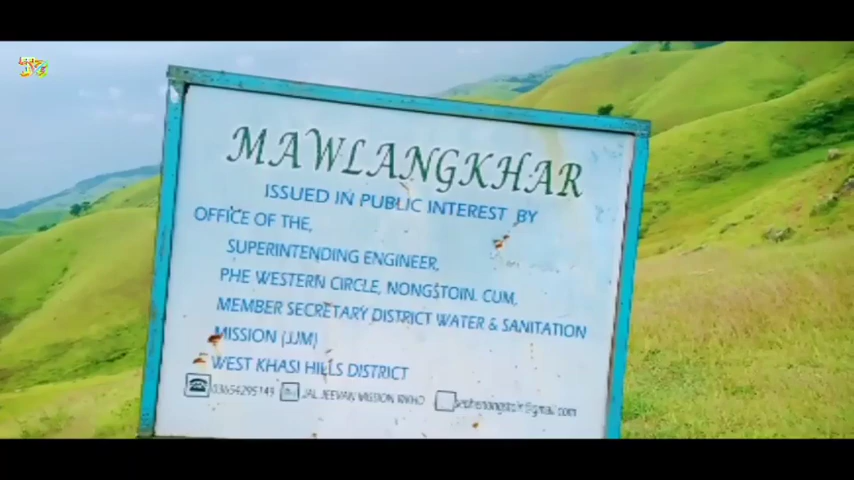 MAWLANGKHAR
ISSUED IN PUBLIC INTEREST BY
OFFICE OF THE,
SUPERINTENDING ENGINEER,
PHE WESTERN CIRCLE, NONGSTOIN. CUM,
MEMBER SECRETARY DISTRICT WATER & SANITATION
MISSION (JJM)
WEST KHASI HILLS DISTRICT
JAL JEEVAN MISSION